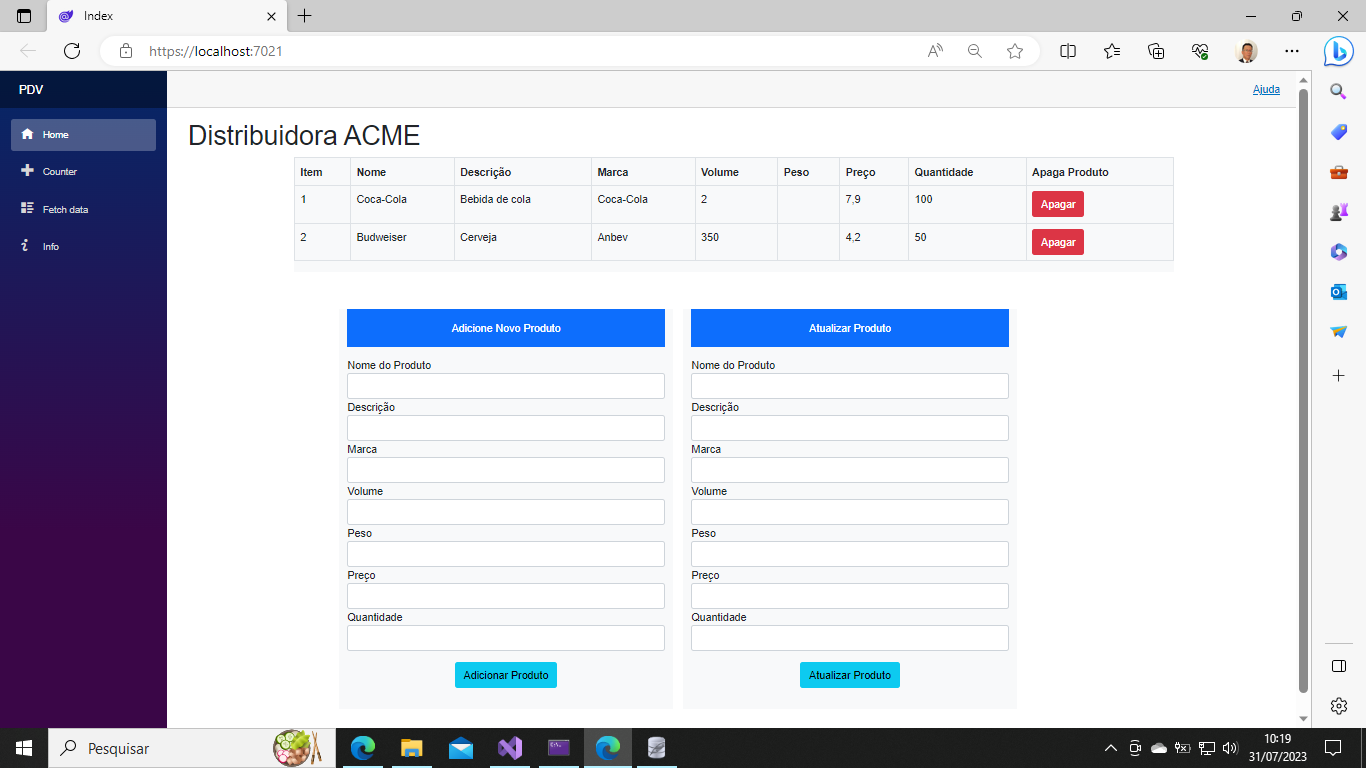 Index
https://localhost:7021
PDV
Ajuda
Home
Counter
Fetch data
Info
Distribuidora ACME
Item Nome Descrição Marca Volume Peso Preço Quantidade Apaga Produto
1 Coca-Cola Bebida de cola Coca-Cola 2 7,9 100 Apagar
2 Budweiser Cerveja Anbev 350 4,2 50 Apagar
Adicione Novo Produto
Nome do Produto
Descrição
Marca
Volume
Peso
Preço
Quantidade
Adicionar Produto
Atualizar Produto
Nome do Produto
Descrição
Marca
Volume
Peso
Preço
Quantidade
Atualizar Produto
Pesquisar
10:19
31/07/2023